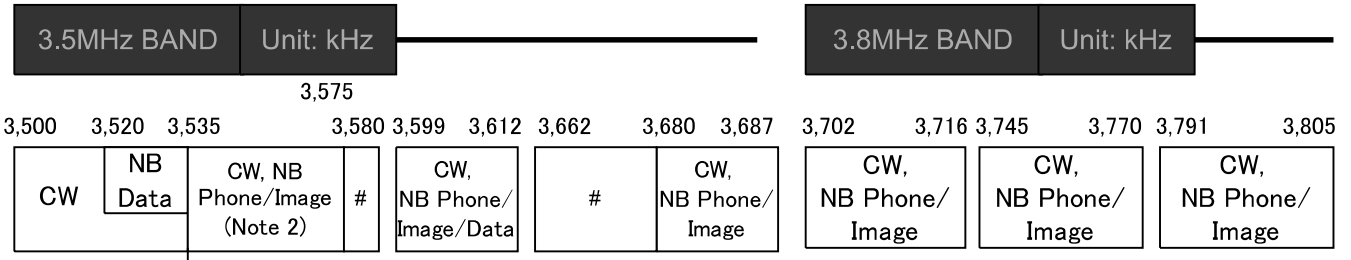 3.5MHz BAND Unit: kHz
3.8MHz BAND Unit: kHz
3,575
3,500 3,520 3,535 3,580 3,599 3,612 3,662 3,680 3,687 3,702 3,716 3,745 3,770 3,791 3,805
CW
NB
Data
CW, NB
Phone/Image
(Note 2)
#
CW,
NB Phone/
Image/Data
#
CW,
NB Phone/
Image
CW,
NB Phone/
Image
CW,
NB Phone/
Image
CW,
NB Phone/
Image